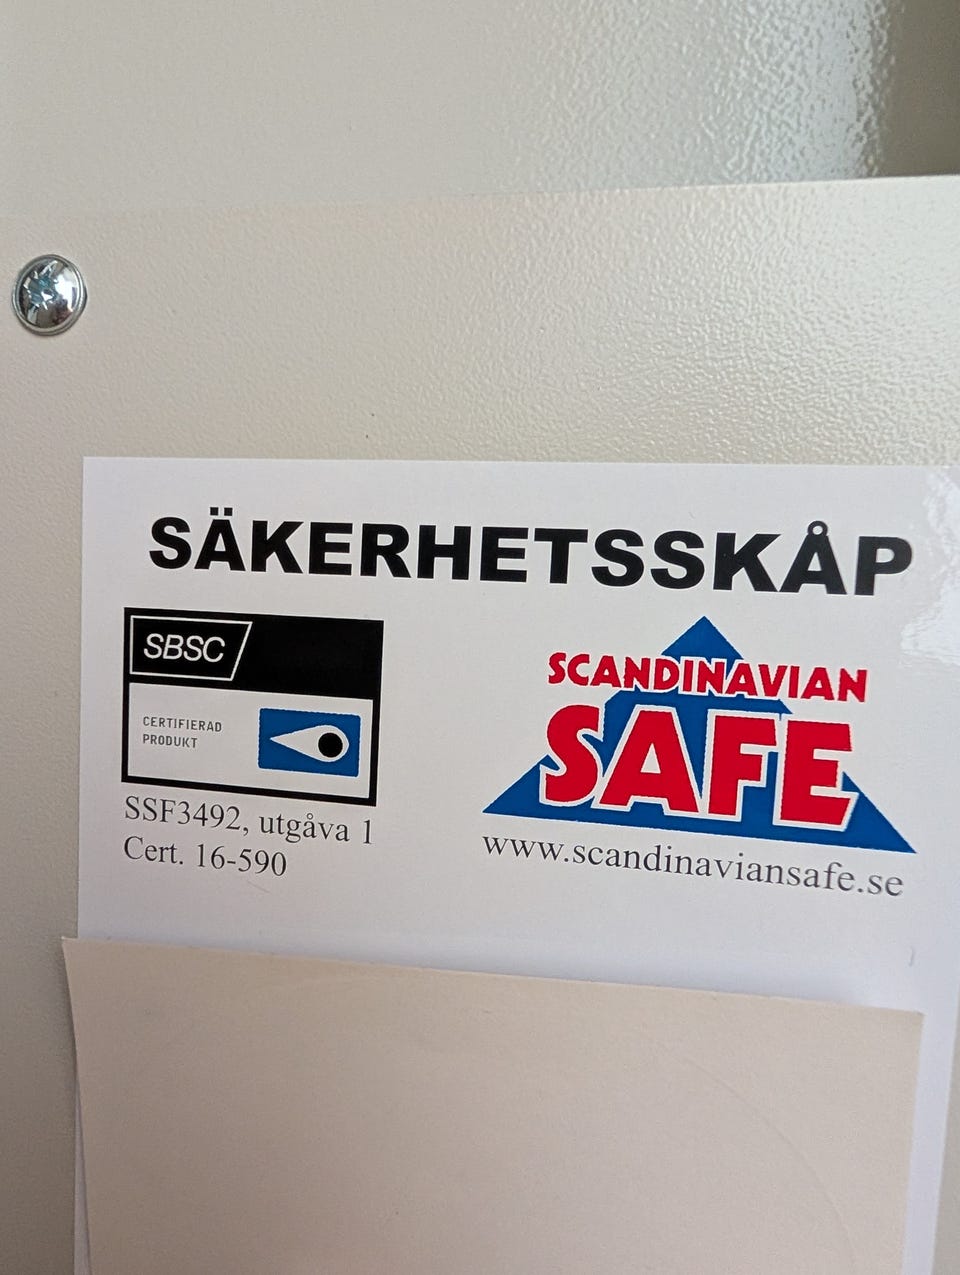 SÄKERHETSSKÅP
SBSC
CERTIFIERAD
PRODUKT
SSF3492, utgåva 1
Cert. 16-590
SCANDINAVIAN
SAFE
www.scandinaviansafe.se